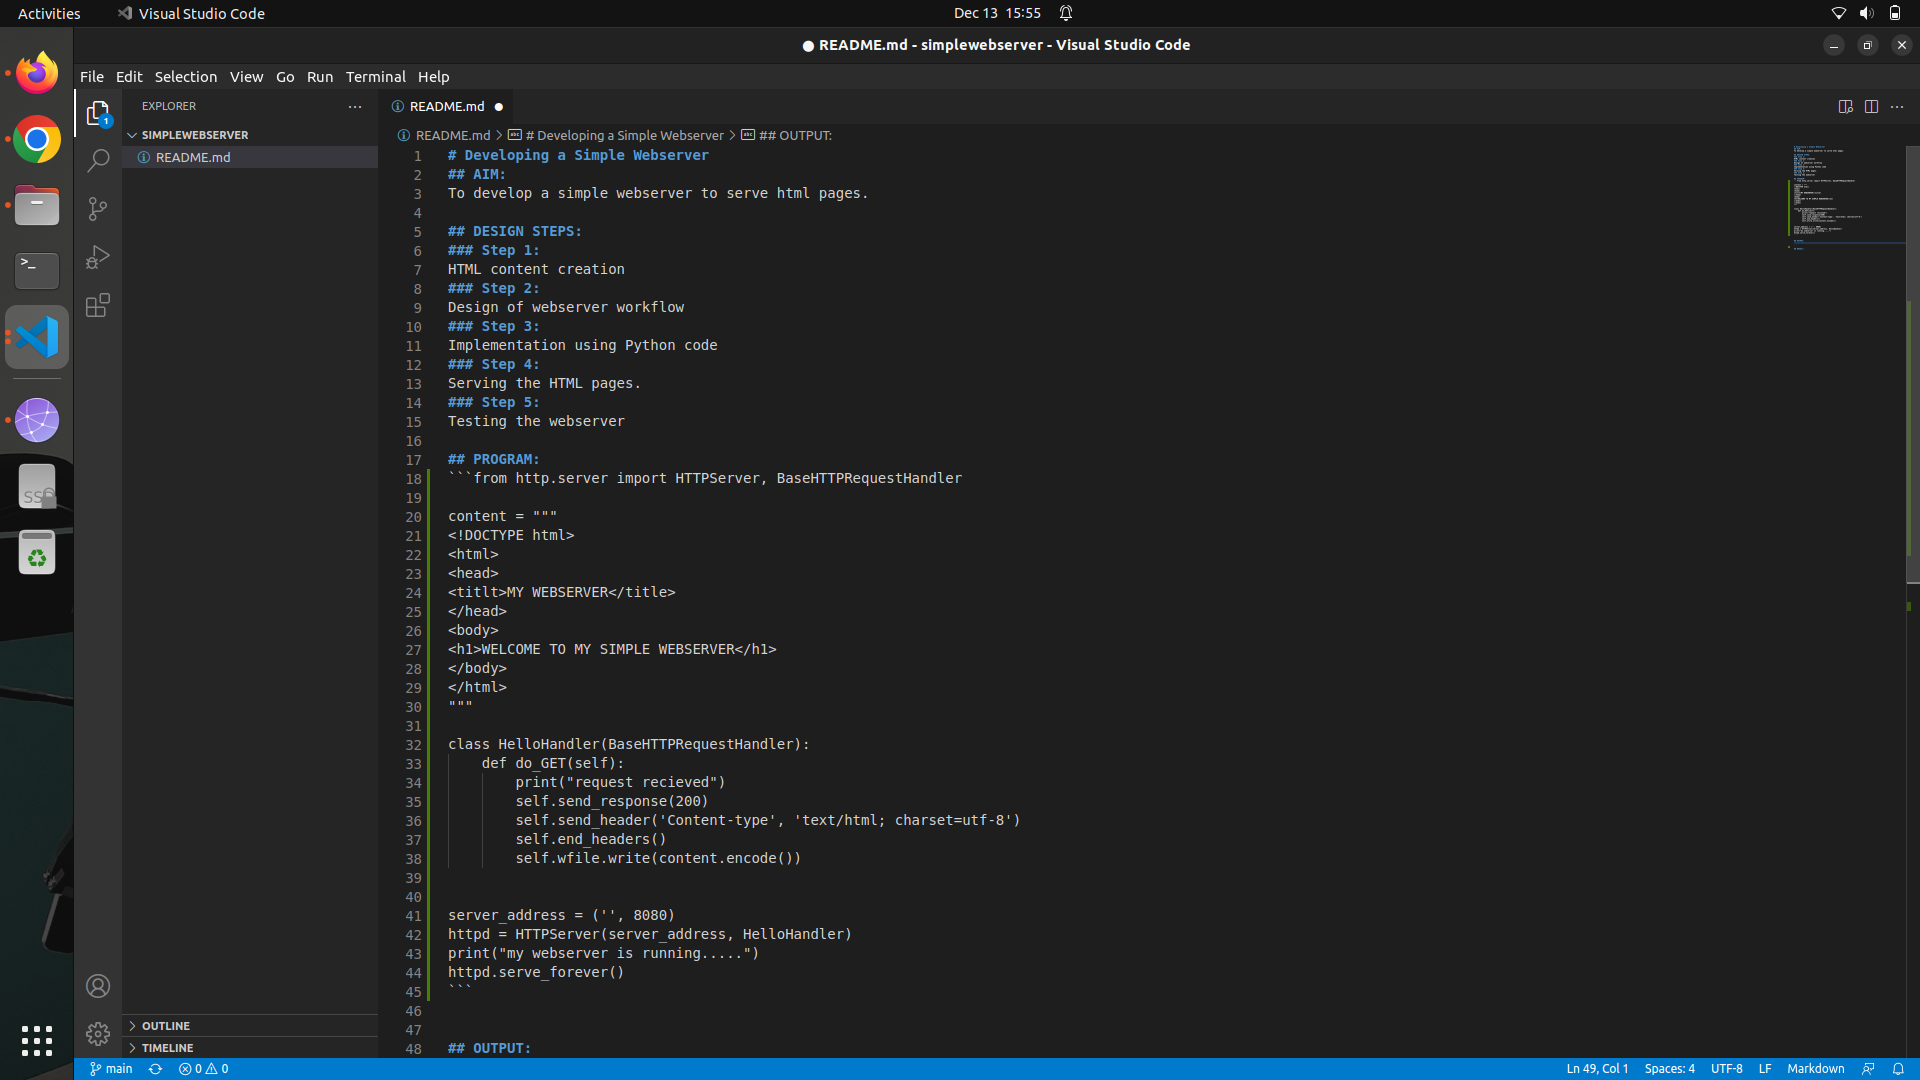 Activities
Visual Studio Code
Dec 13 15:55
README.md - simplewebserver - Visual Studio Code
File Edit Selection View Go Run Terminal Help
EXPLORER
README.md
1
SIMPLEWEBSERVER
README.md > # Developing a Simple Webserver > ## OUTPUT:
README.md
1 # Developing a Simple Webserver
2 ## AIM:
3 To develop a simple webserver to serve html pages.
4
5 ## DESIGN STEPS:
6 ### Step 1:
7 HTML content creation
8 ### Step 2:
9 Design of webserver workflow
10 ### Step 3:
11 Implementation using Python code
12 ### Step 4:
13 Serving the HTML pages.
14 ### Step 5:
15 Testing the webserver
16
17 ## PROGRAM:
18 ```from http.server import HTTPServer, BaseHTTPRequestHandler
19
20 content = """
21 <!DOCTYPE html>
22 <html>
23 <head>
24 <titlt>MY WEBSERVER</title>
25 </head>
26 <body>
27 <h1>WELCOME TO MY SIMPLE WEBSERVER</h1>
28 </body>
29 </html>
30 """
31
32 class HelloHandler(BaseHTTPRequestHandler):
33     def do_GET(self):
34         print("request recieved")
35         self.send_response(200)
36         self.send_header('Content-type', 'text/html; charset=utf-8')
37         self.end_headers()
38         self.wfile.write(content.encode())
39
40
41 server_address = ('', 8080)
42 httpd = HTTPServer(server_address, HelloHandler)
43 print("my webserver is running.....")
44 httpd.serve_forever()
45 ```
46
47
48 ## OUTPUT:
OUTLINE
TIMELINE
main
0 0
Ln 49, Col 1
Spaces: 4
UTF-8
LF
Markdown